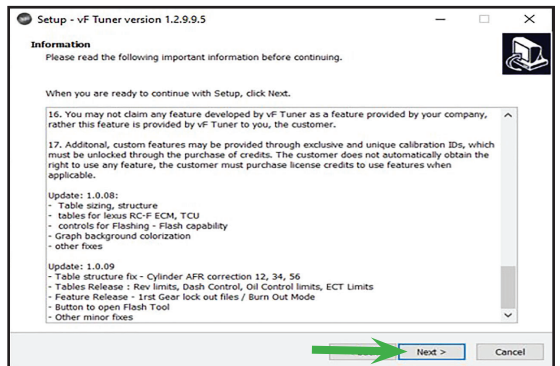 Setup - vF Tuner version 1.2.9.9.5
Information
Please read the following important information before continuing.
When you are ready to continue with Setup, click Next.
16. You may not claim any feature developed by vF Tuner as a feature provided by your company,
rather this feature is provided by vF Tuner to you, the customer.
17. Additonal, custom features may be provided through exclusive and unique calibration IDs, which
must be unlocked through the purchase of credits. The customer does not automatically obtain the
right to use any feature, the customer must purchase license credits to use features when
applicable.
Update: 1.0.08:
- Table sizing, structure
- tables for lexus RC-F ECM, TCU
- controls for Flashing - Flash capability
- Graph background colorization
- other fixes
Update: 1.0.09
- Table structure fix - Cylinder AFR correction 12, 34, 56
- Tables Release : Rev limits, Dash Control, Oil Control limits, ECT Limits
- Feature Release - 1rst Gear lock out files / Burn Out Mode
- Button to open Flash Tool
- Other minor fixes
Next > Cancel